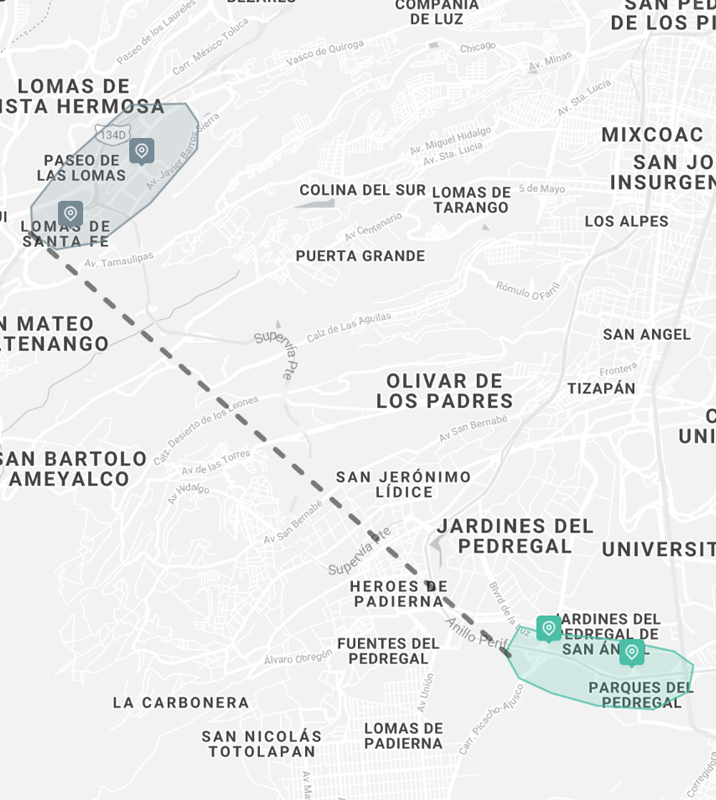 BEZARES
COMPAÑÍA
DE LUZ
SAN PED
DE LOS PI
Paseo de los Laureles
Carr. México-Toluca
Vasco de Quiroga
Chicago
Av. Minas
Av. Sta. Lucia
LOMAS DE
ISTA HERMOSA
134D
Av. Javier Barros Sierra
Av. Miguel Hidalgo
Av. Sta. Lucia
MIXCOAC
SAN JO
INSURGEN
PASEO DE
LAS LOMAS
COLINA DEL SUR
LOMAS DE
TARANGO
5 de Mayo
LOMAS DE
SANTA FE
Av. Centenario
LOS ALPES
Av. Tamaulipas
PUERTA GRANDE
Rómulo O'Farril
N MATEO
LTENANGO
Supervía Pte
Calz de Las Aguilas
SAN ANGEL
Frontera
TIZAPÁN
OLIVAR DE
LOS PADRES
Calz. Desierto de los Leones
Av San Bernabé
C
UNI
SAN BARTOLO
AMEYALCO
Av de las Torres
Av Hidalgo
SAN JERÓNIMO
LÍDICE
Av San Bernabé
Supervía Pte
JARDINES DEL
PEDREGAL
UNIVERSIT
HEROES DE
PADIERNA
Blvrd de la Luz
Anillo Perif
JARDINES DEL
PEDREGAL DE
SAN ÁN
FUENTES DEL
PEDREGAL
Álvaro Obregón
PARQUES DEL
PEDREGAL
Av Unión
Carr. Picacho-Ajusco
LA CARBONERA
SAN NICOLÁS
TOTOLAPAN
LOMAS DE
PADIERNA
Corregidora